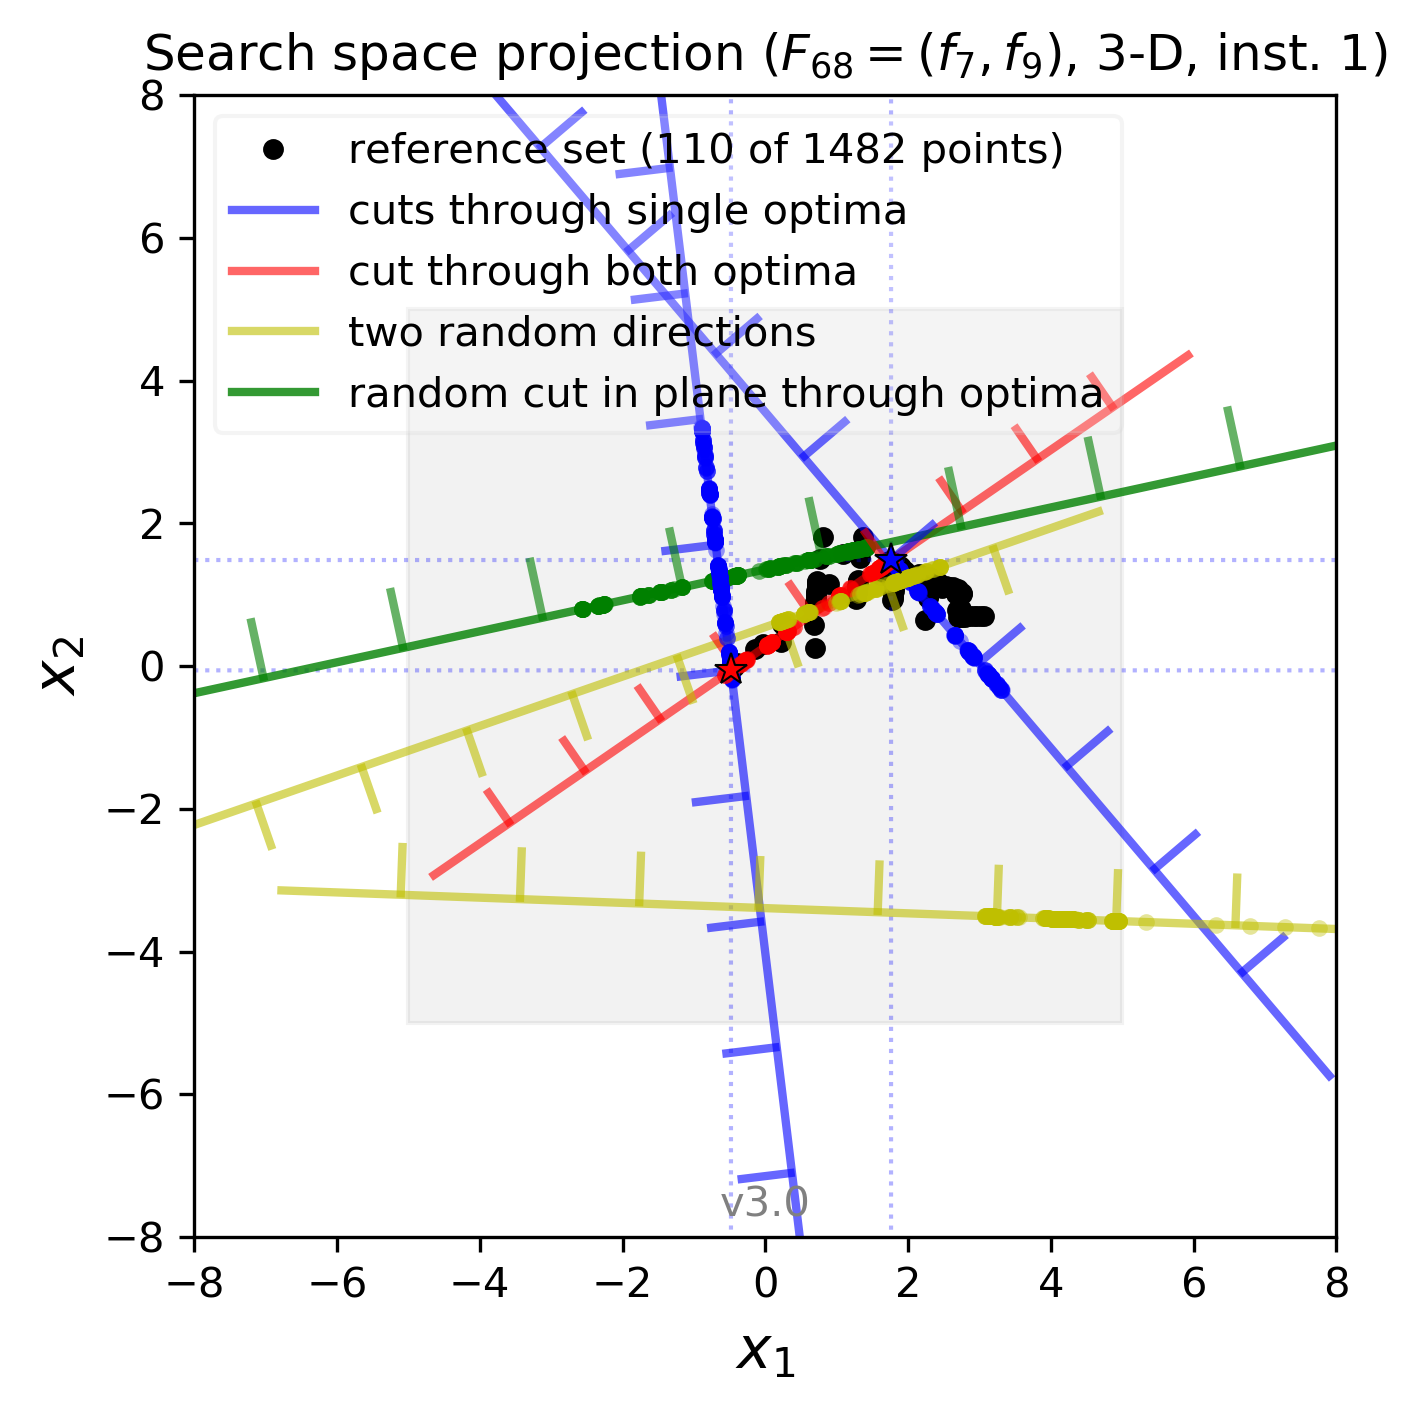 Search space projection (F68 = (f7, f9), 3-D, inst. 1)
8
6
4
2
0
−2
−4
−6
−8
x2
reference set (110 of 1482 points)
cuts through single optima
cut through both optima
two random directions
random cut in plane through optima
v3.0
−8 −6 −4 −2 0 2 4 6 8
x1